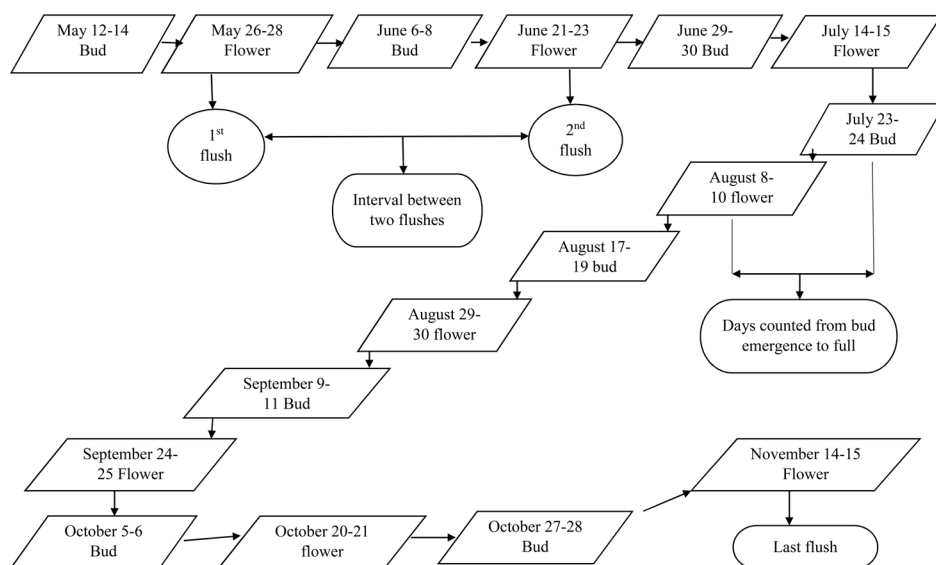 May 12-14
Bud
May 26-28
Flower
June 6-8
Bud
June 21-23
Flower
June 29-
30 Bud
July 14-15
Flower
1st
flush
2nd
flush
July 23-
24 Bud
Interval between
two flushes
August 8-
10 flower
August 17-
19 bud
August 29-
30 flower
Days counted from bud
emergence to full
September 9-
11 Bud
September 24-
25 Flower
October 5-6
Bud
October 20-21
flower
October 27-28
Bud
November 14-15
Flower
Last flush